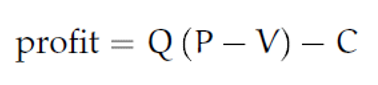 profit = Q (P – V) – C